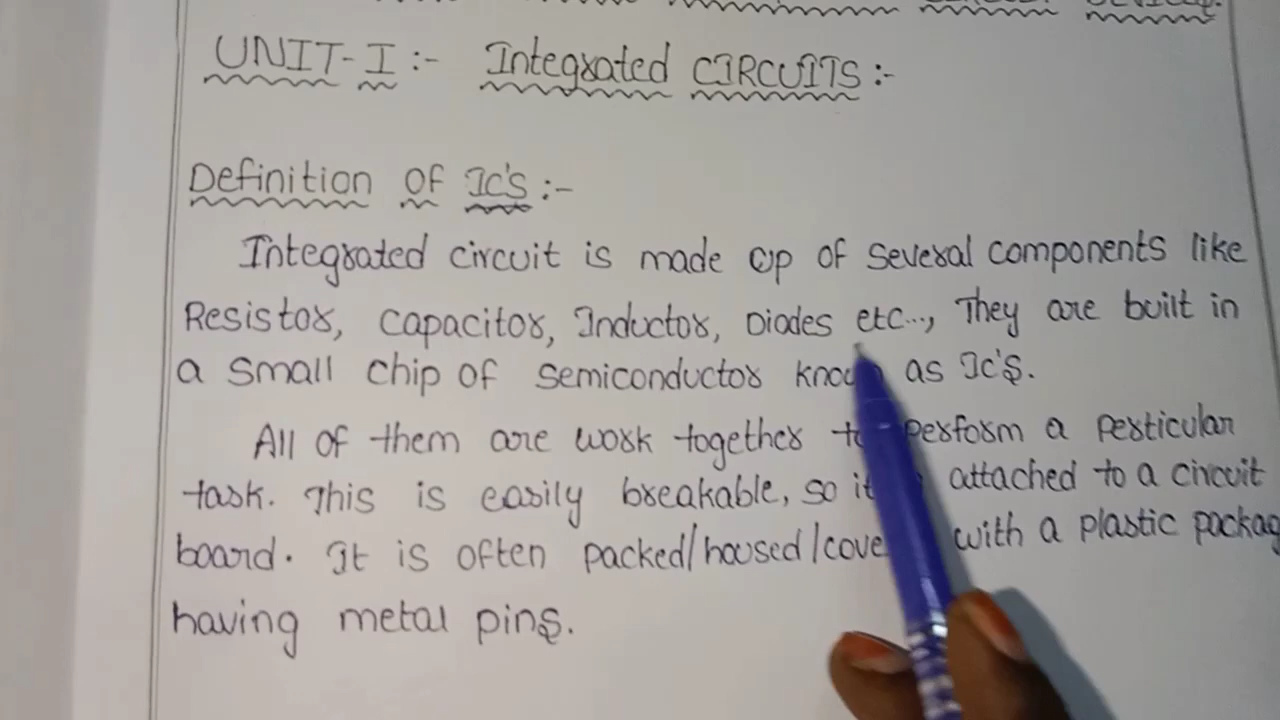 UNIT-I :- Integrated CIRCUITS :-
Definition of IC'S :-
Integrated circuit is made up of several components like
Resistor, capacitor, Inductor, Diodes etc..., They are built in
a small chip of semiconductor as IC's.
All of them are work together perform a perticular
task. This is easily breakable, so attached to a circuit
board. It is often packed/housed/ with a plastic
having metal pins.